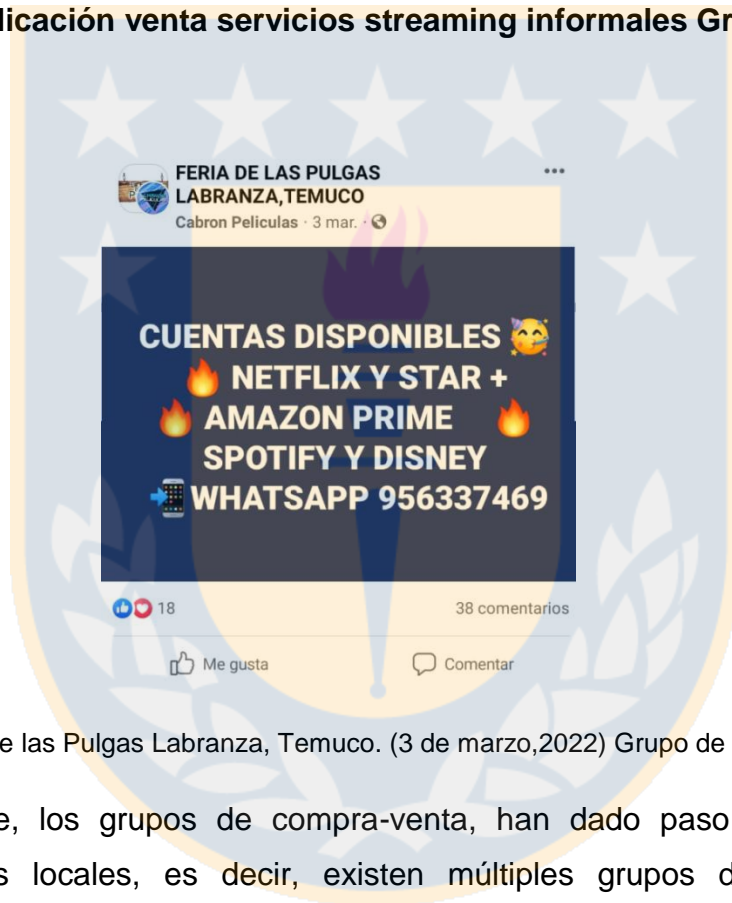 licación venta servicios streaming informales Gr
FERIA DE LAS PULGAS
LABRANZA,TEMUCO
Cabron Peliculas · 3 mar. ·
CUENTAS DISPONIBLES 🥳
🔥 NETFLIX Y STAR +
🔥 AMAZON PRIME 🔥
SPOTIFY Y DISNEY
📲 WHATSAPP 956337469
18
38 comentarios
Me gusta
Comentar
e las Pulgas Labranza, Temuco. (3 de marzo,2022) Grupo de
e, los grupos de compra-venta, han dado paso
s locales, es decir, existen múltiples grupos d